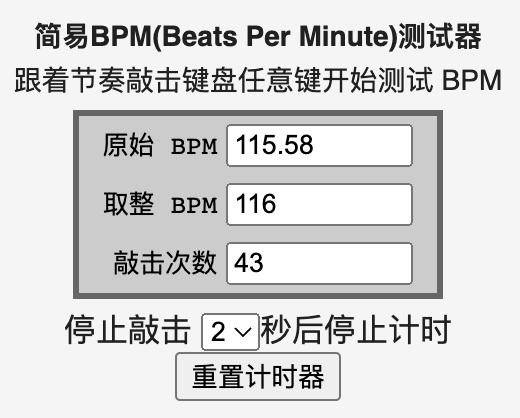 简易BPM(Beats Per Minute)测试器
跟着节奏敲击键盘任意键开始测试 BPM
原始 BPM 115.58
取整 BPM 116
敲击次数 43
停止敲击 2 秒后停止计时
重置计时器